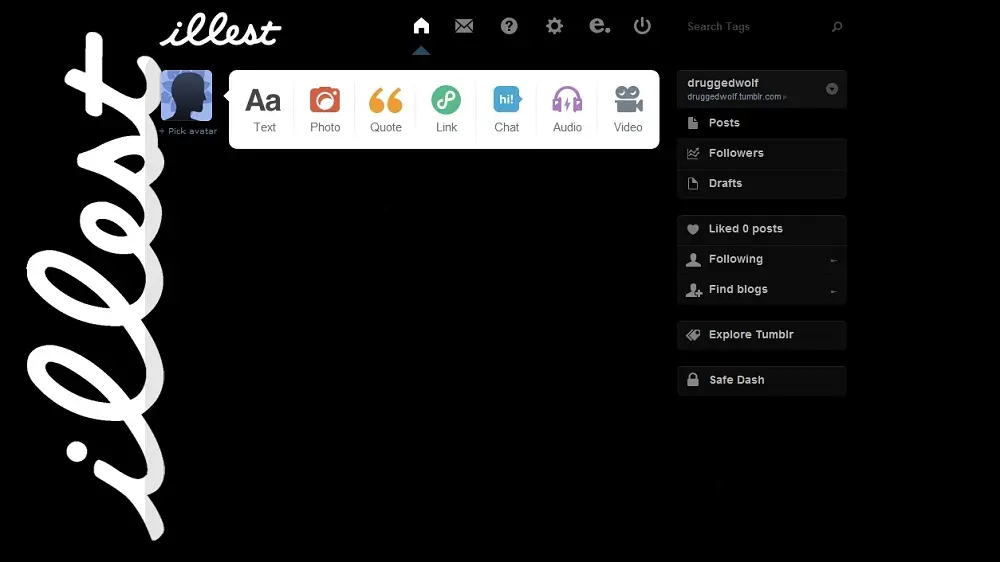 illest
illest
e.
Search Tags
+ Pick avatar
Aa
Text
Photo
Quote
Link
hi!
Chat
Audio
Video
druggedwolf
druggedwolf.tumblr.com
Posts
Followers
Drafts
Liked 0 posts
Following
Find blogs
Explore Tumblr
Safe Dash